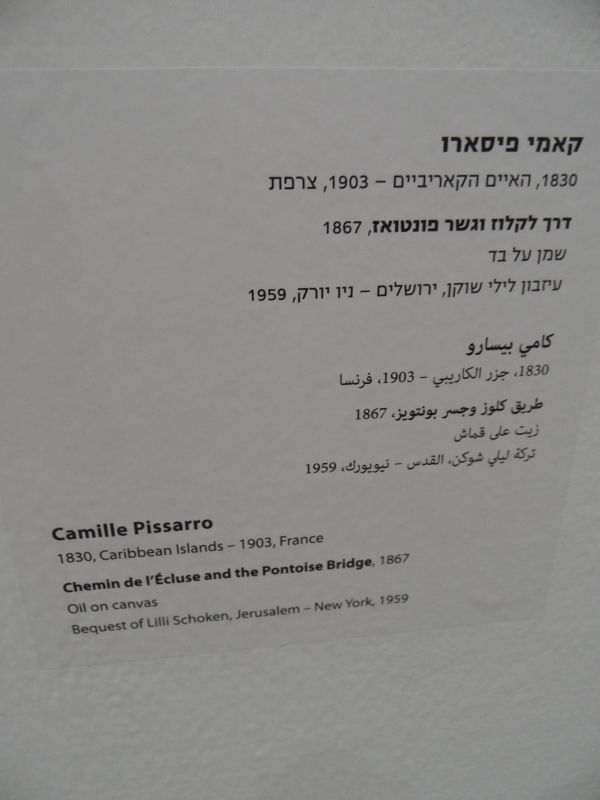 קאמי פיסארו
1830, האיים הקאריביים – 1903, צרפת
דרך לקלוז וגשר פונטואז, 1867
שמן על בד
עיזבון לילי שוקן, ירושלים – ניו יורק, 1959
كامي بيسارو
1830، جزر الكاريبي – 1903، فرنسا
طريق كلوز وجسر بونتويز، 1867
زيت على قماش
تركة ليلي شوكن، القدس – نيويورك، 1959
Camille Pissarro
1830, Caribbean Islands – 1903, France
Chemin de l'Écluse and the Pontoise Bridge, 1867
Oil on canvas
Bequest of Lilli Schoken, Jerusalem – New York, 1959